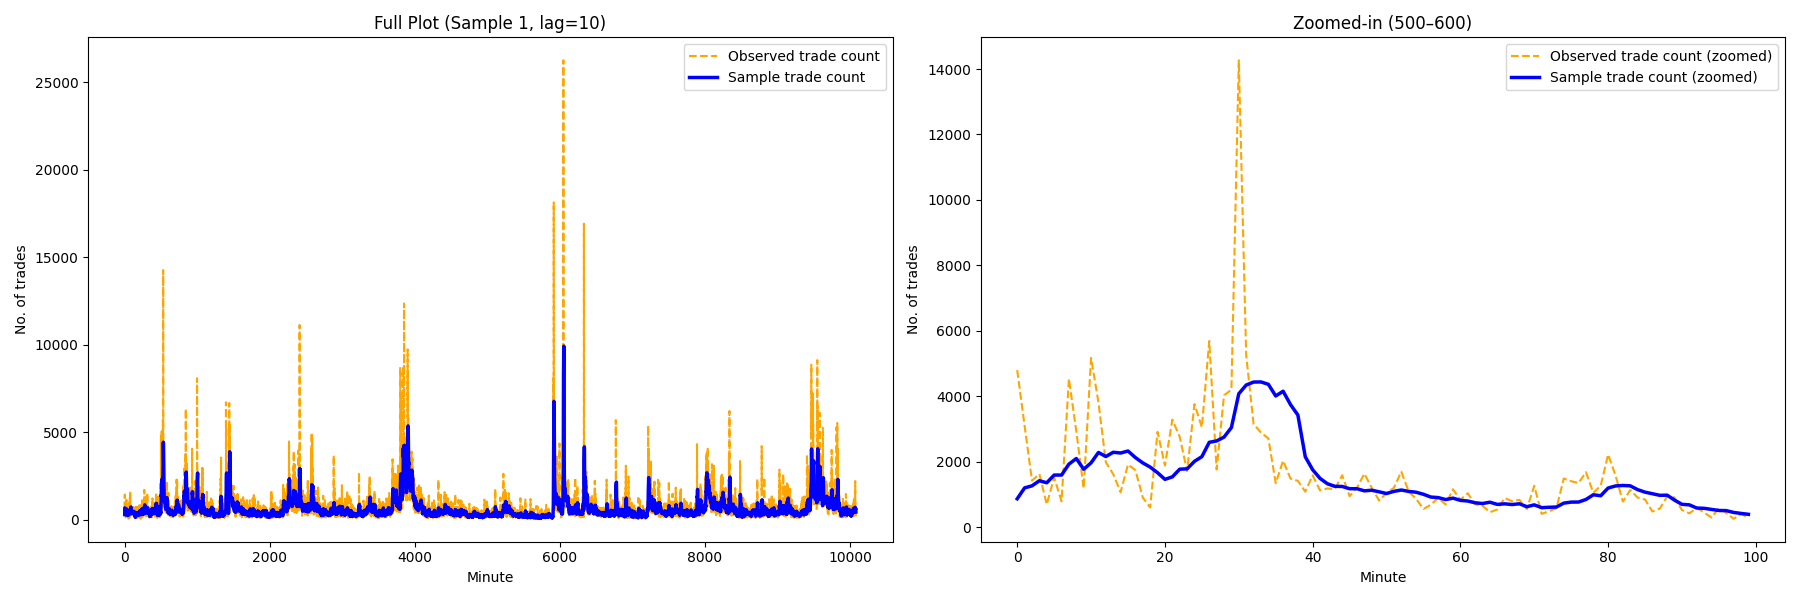 Full Plot (Sample 1, lag=10)
No. of trades
25000
20000
15000
10000
5000
0
Observed trade count
Sample trade count
0 2000 4000 6000 8000 10000
Minute
Zoomed-in (500–600)
No. of trades
14000
12000
10000
8000
6000
4000
2000
0
Observed trade count (zoomed)
Sample trade count (zoomed)
0 20 40 60 80 100
Minute